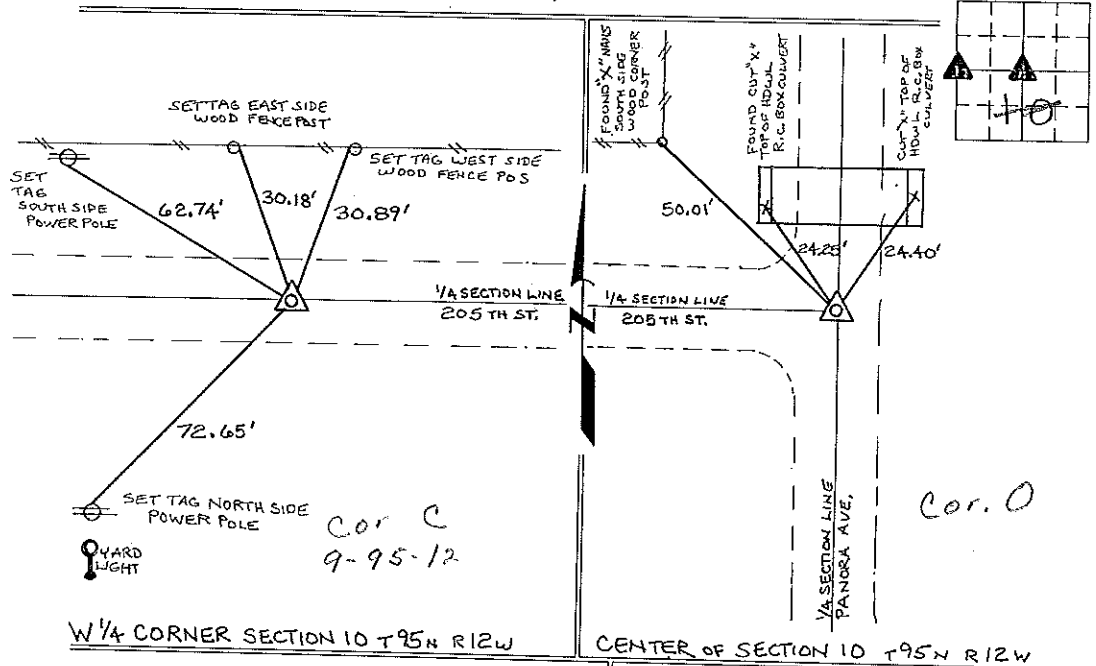 SET TAG EAST SIDE
WOOD FENCE POST
SET TAG WEST SIDE
WOOD FENCE POS
SET
TAG
SOUTH SIDE
POWER POLE
62.74'
30.18'
30.89'
1/4 SECTION LINE
205 TH ST.
72.65'
SET TAG NORTH SIDE
POWER POLE
YARD
LIGHT
Cor C
9-95-12
W 1/4 CORNER SECTION 10 T95N R12W
FOUND "X" NAILS
SOUTH SIDE
WOOD CORNER
POST
FOUND CUT "X"
TOP OF HDWL
R.C. BOX CULVERT
CUT "X" TOP OF
HDWL R.C. BOX
CULVERT
50.01'
24.25'
24.40'
1/4 SECTION LINE
205 TH ST.
1/4 SECTION LINE
PANORA AVE,
Cor. O
CENTER OF SECTION 10 T95N R12W
10